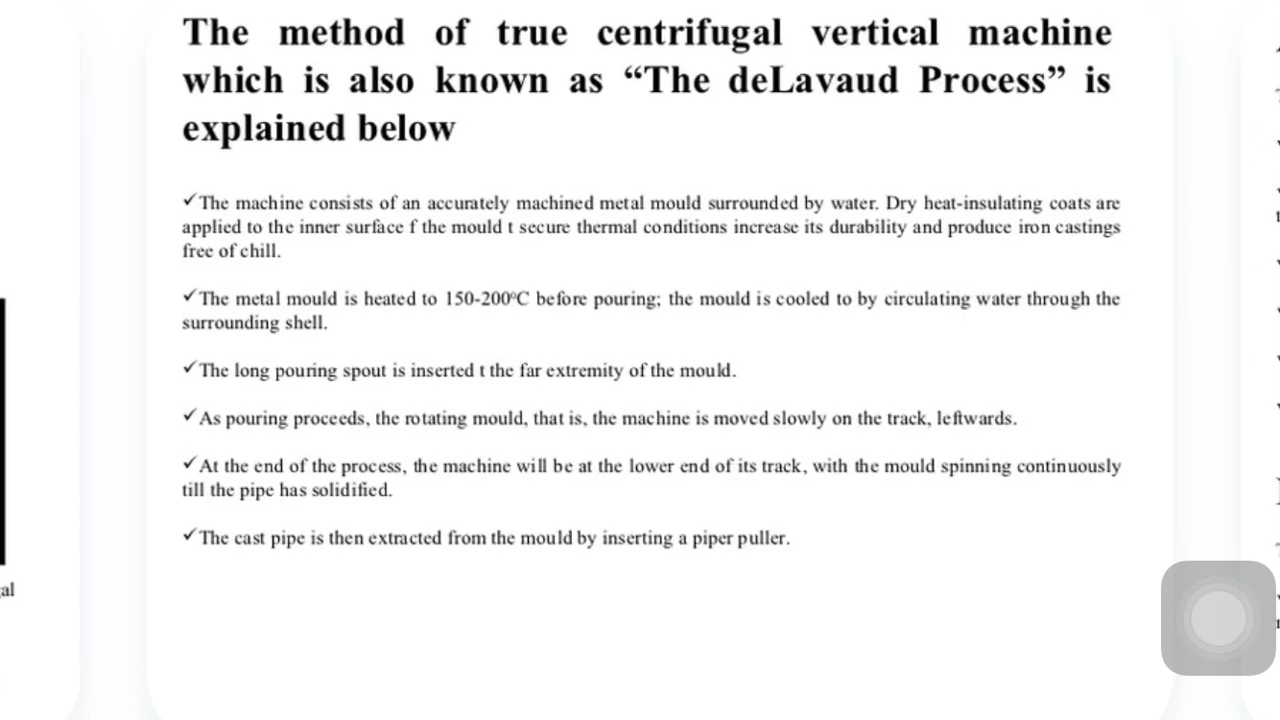 The method of true centrifugal vertical machine
which is also known as “The deLavaud Process” is
explained below
✓The machine consists of an accurately machined metal mould surrounded by water. Dry heat-insulating coats are
applied to the inner surface f the mould t secure thermal conditions increase its durability and produce iron castings
free of chill.
✓The metal mould is heated to 150-200ºC before pouring; the mould is cooled to by circulating water through the
surrounding shell.
✓The long pouring spout is inserted t the far extremity of the mould.
✓As pouring proceeds, the rotating mould, that is, the machine is moved slowly on the track, leftwards.
✓At the end of the process, the machine will be at the lower end of its track, with the mould spinning continuously
till the pipe has solidified.
✓The cast pipe is then extracted from the mould by inserting a piper puller.